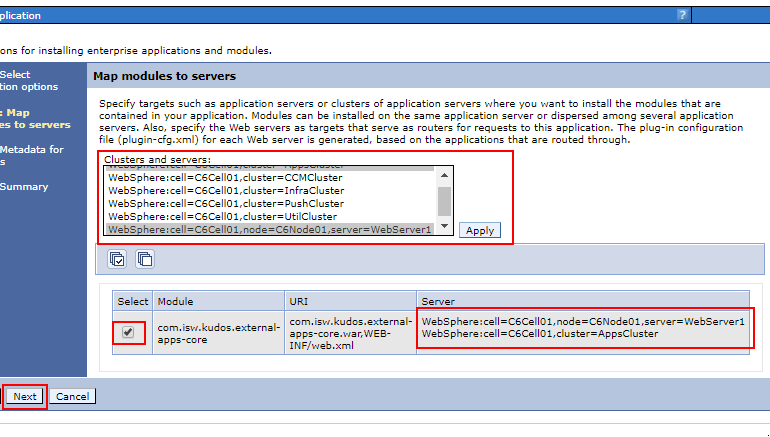 plication ?
ons for installing enterprise applications and modules.
Select
tion options
: Map
es to servers
Metadata for
s
Summary
Map modules to servers
Specify targets such as application servers or clusters of application servers where you want to install the modules that are
contained in your application. Modules can be installed on the same application server or dispersed among several application
servers. Also, specify the Web servers as targets that serve as routers for requests to this application. The plug-in configuration
file (plugin-cfg.xml) for each Web server is generated, based on the applications that are routed through.
Clusters and servers:
WebSphere:cell=C6Cell01,cluster=AppsCluster
WebSphere:cell=C6Cell01,cluster=CCMCluster
WebSphere:cell=C6Cell01,cluster=InfraCluster
WebSphere:cell=C6Cell01,cluster=PushCluster
WebSphere:cell=C6Cell01,cluster=UtilCluster
WebSphere:cell=C6Cell01,node=C6Node01,server=WebServer1
Apply
Select Module URI Server
com.isw.kudos.external-
apps-core
com.isw.kudos.external-
apps-core.war,WEB-
INF/web.xml
WebSphere:cell=C6Cell01,node=C6Node01,server=WebServer1
WebSphere:cell=C6Cell01,cluster=AppsCluster
Next Cancel